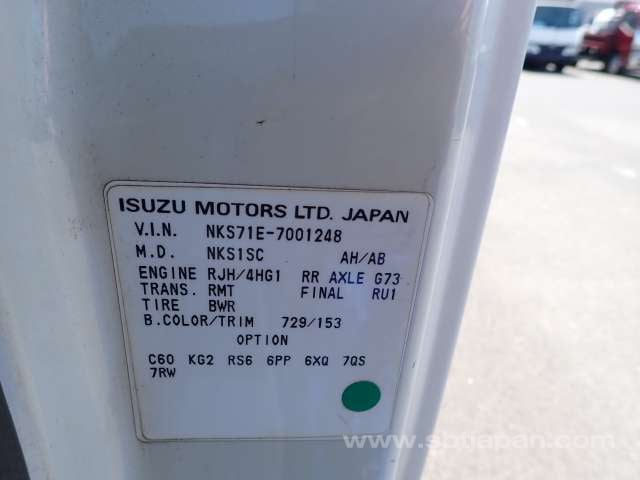 ISUZU MOTORS LTD. JAPAN
V.I.N. NKS71E-7001248
M.D. NKS1SC AH/AB
ENGINE RJH/4HG1 RR AXLE G73
TRANS. RMT FINAL RU1
TIRE BWR
B.COLOR/TRIM 729/153
OPTION
C60 KG2 RS6 6PP 6XQ 7QS
7RW
www.sbtjapan.com